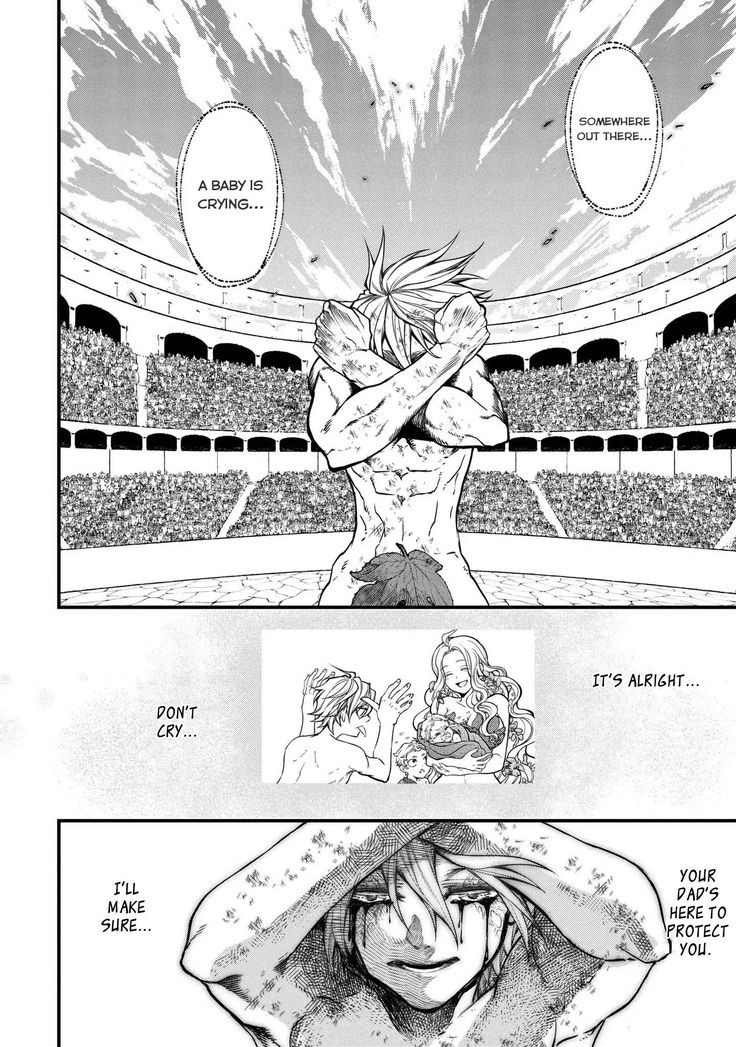 SOMEWHERE
OUT THERE...
A BABY IS
CRYING...
IT'S ALRIGHT...
DON'T
CRY...
YOUR
DAD'S
HERE TO
PROTECT
YOU.
I'LL
MAKE
SURE...